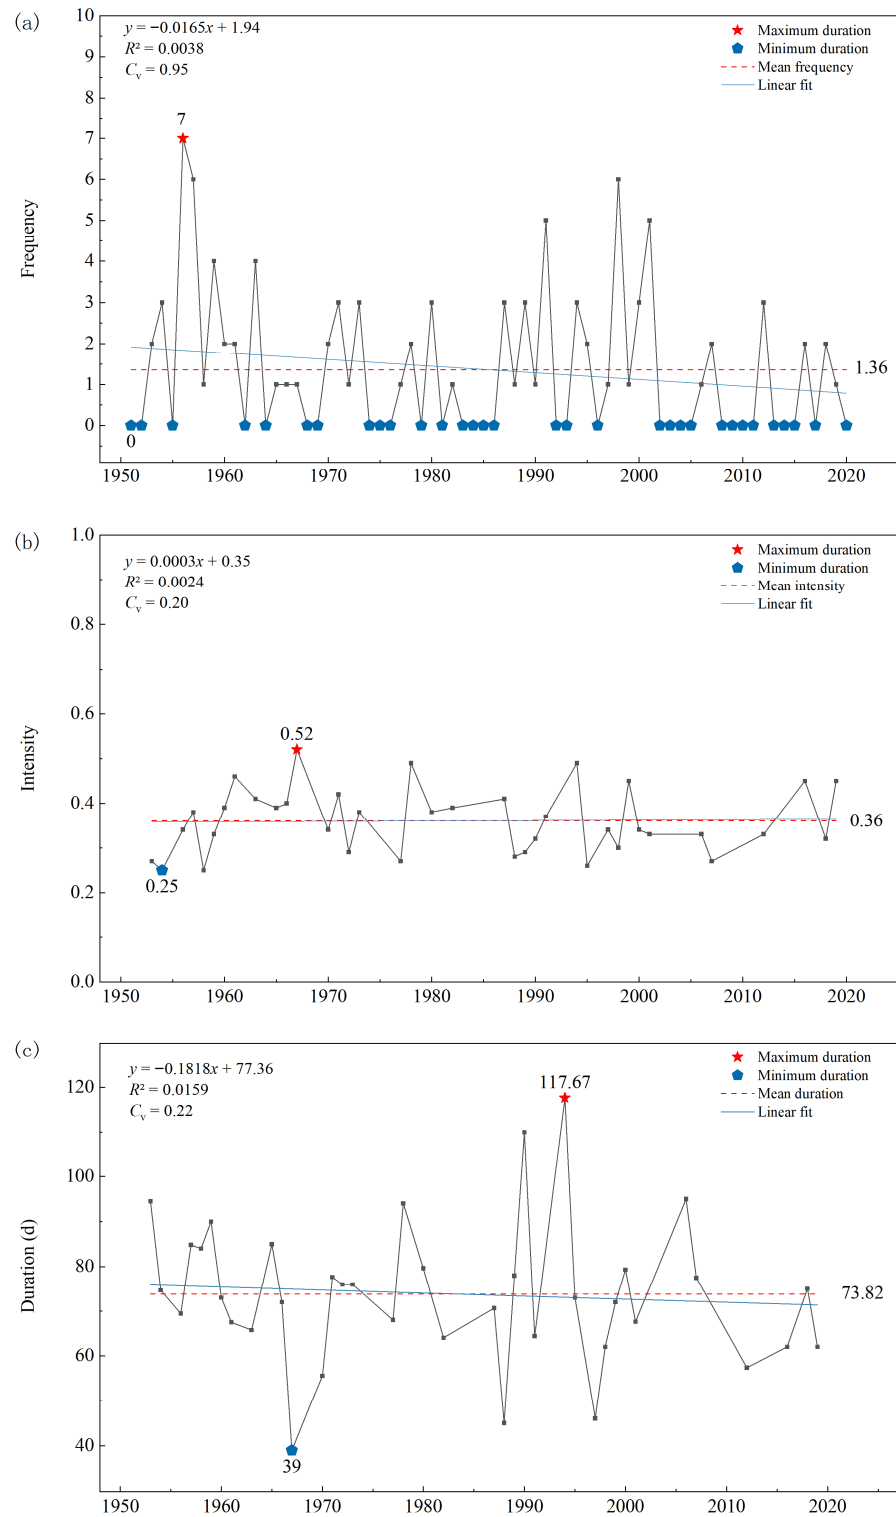 (a)
y = −0.0165x + 1.94
R² = 0.0038
Cv = 0.95
Maximum duration
Minimum duration
Mean frequency
Linear fit
10
9
8
7
6
5
4
3
2
1
0
Frequency
7
0
1.36
1950 1960 1970 1980 1990 2000 2010 2020
(b)
y = 0.0003x + 0.35
R² = 0.0024
Cv = 0.20
Maximum duration
Minimum duration
Mean intensity
Linear fit
1.0
0.8
0.6
0.4
0.2
0.0
Intensity
0.52
0.25
0.36
1950 1960 1970 1980 1990 2000 2010 2020
(c)
y = −0.1818x + 77.36
R² = 0.0159
Cv = 0.22
Maximum duration
Minimum duration
Mean duration
Linear fit
120
100
80
60
40
Duration (d)
117.67
39
73.82
1950 1960 1970 1980 1990 2000 2010 2020